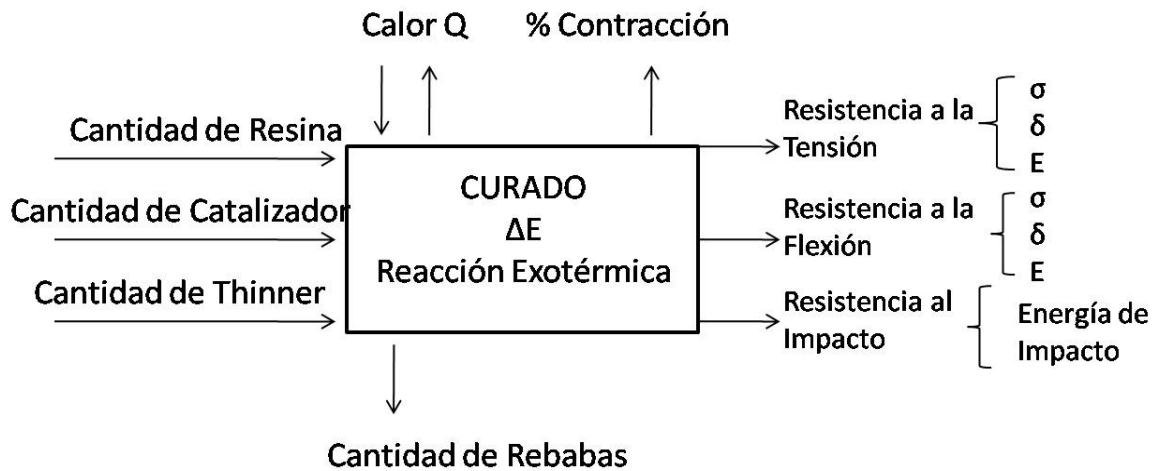 Calor Q
% Contracción
Cantidad de Resina
Cantidad de Catalizador
Cantidad de Thinner
CURADO
ΔE
Reacción Exotérmica
Resistencia a la
Tensión
σ
δ
E
Resistencia a la
Flexión
σ
δ
E
Resistencia al
Impacto
Energía de
Impacto
Cantidad de Rebabas